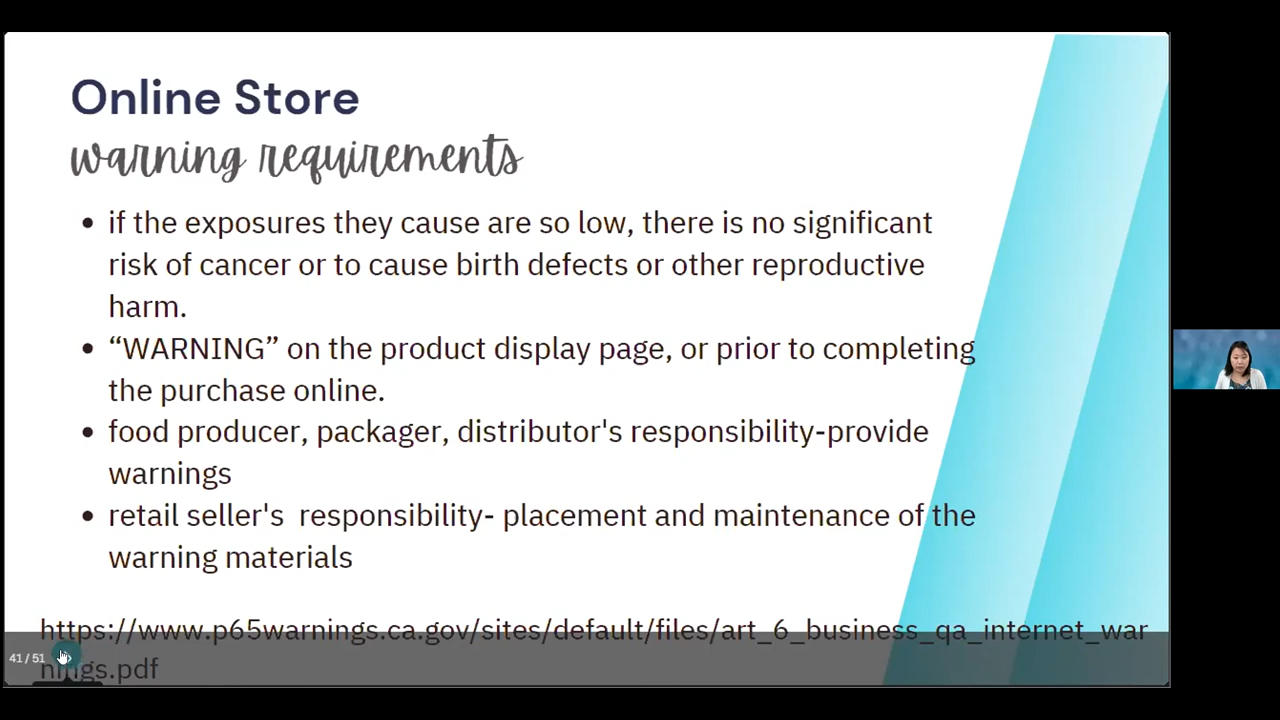 Online Store
warning requirements
• if the exposures they cause are so low, there is no significant
risk of cancer or to cause birth defects or other reproductive
harm.
• “WARNING” on the product display page, or prior to completing
the purchase online.
• food producer, packager, distributor's responsibility-provide
warnings
• retail seller's  responsibility- placement and maintenance of the
warning materials
https://www.p65warnings.ca.gov/sites/default/files/art_6_business_qa_internet_war
nings.pdf
41 / 51